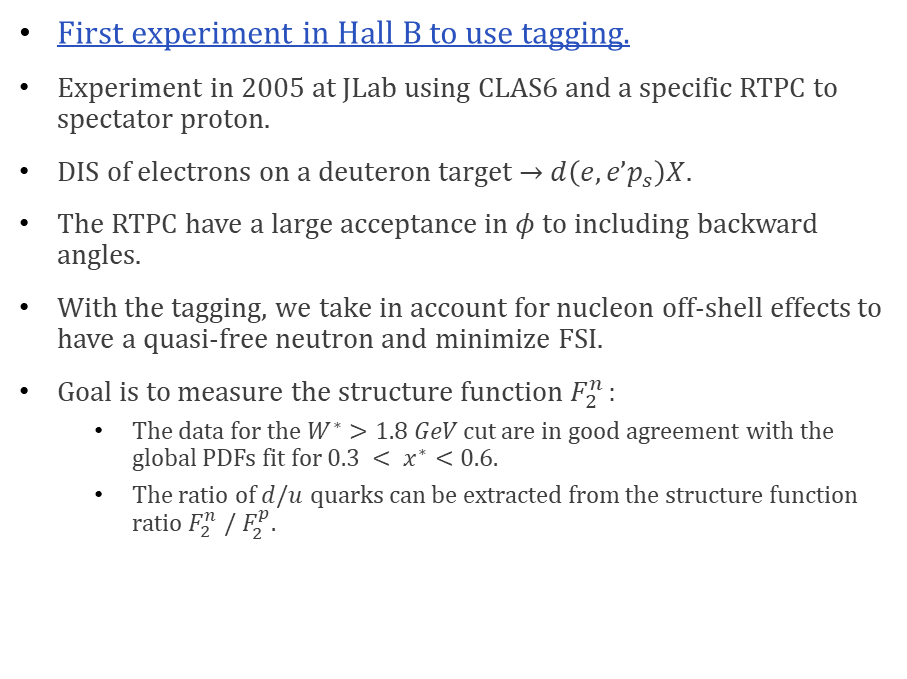 • First experiment in Hall B to use tagging.
• Experiment in 2005 at JLab using CLAS6 and a specific RTPC to
spectator proton.
• DIS of electrons on a deuteron target → d(e, e’pₛ)X.
• The RTPC have a large acceptance in ϕ to including backward
angles.
• With the tagging, we take in account for nucleon off-shell effects to
have a quasi-free neutron and minimize FSI.
• Goal is to measure the structure function F₂ⁿ :
• The data for the W* > 1.8 GeV cut are in good agreement with the
global PDFs fit for 0.3 < x* < 0.6.
• The ratio of d/u quarks can be extracted from the structure function
ratio F₂ⁿ / F₂ᵖ.